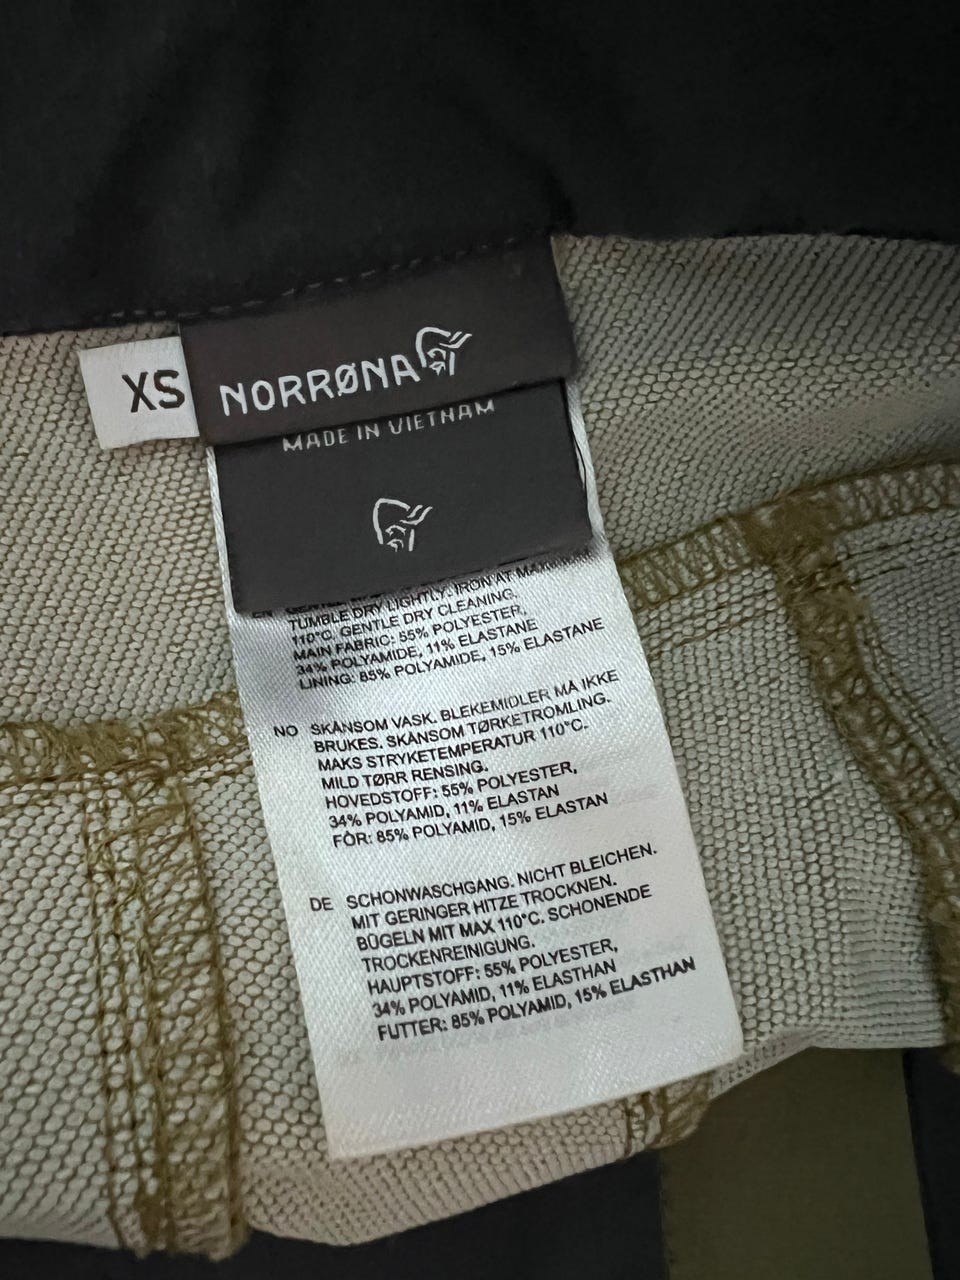 XS
NORRØNA
MADE IN VIETNAM
TUMBLE DRY LIGHTLY. IRON AT MAX
110°C. GENTLE DRY CLEANING.
MAIN FABRIC: 55% POLYESTER,
34% POLYAMIDE, 11% ELASTANE
LINING: 85% POLYAMIDE, 15% ELASTANE
NO SKÅNSOM VASK. BLEKEMIDLER MÅ IKKE
BRUKES. SKÅNSOM TØRKETROMLING.
MAKS STRYKETEMPERATUR 110°C.
MILD TØRR RENSING.
HOVEDSTOFF: 55% POLYESTER,
34% POLYAMID, 11% ELASTAN
FÔR: 85% POLYAMID, 15% ELASTAN
DE SCHONWASCHGANG. NICHT BLEICHEN.
MIT GERINGER HITZE TROCKNEN.
BÜGELN MIT MAX 110°C. SCHONENDE
TROCKENREINIGUNG.
HAUPTSTOFF: 55% POLYESTER,
34% POLYAMID, 11% ELASTHAN
FUTTER: 85% POLYAMID, 15% ELASTHAN